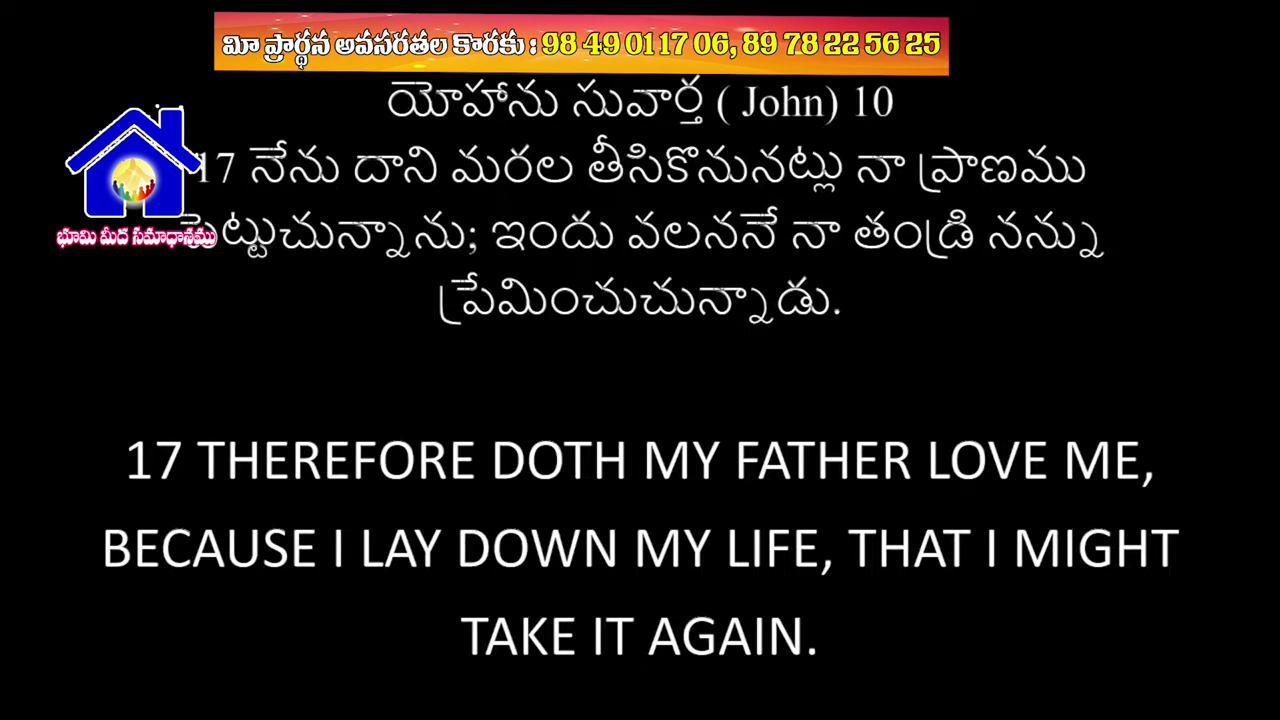 మీ ప్రార్థన అవసరతల కొరకు : 98 49 01 17 06, 89 78 22 56 25
యోహాను సువార్త ( John) 10
17 నేను దాని మరల తీసికొనునట్లు నా ప్రాణము
పెట్టుచున్నాను; ఇందు వలననే నా తండ్రి నన్ను
ప్రేమించుచున్నాడు.
భూమి మీద సమాధానము
17 THEREFORE DOTH MY FATHER LOVE ME,
BECAUSE I LAY DOWN MY LIFE, THAT I MIGHT
TAKE IT AGAIN.